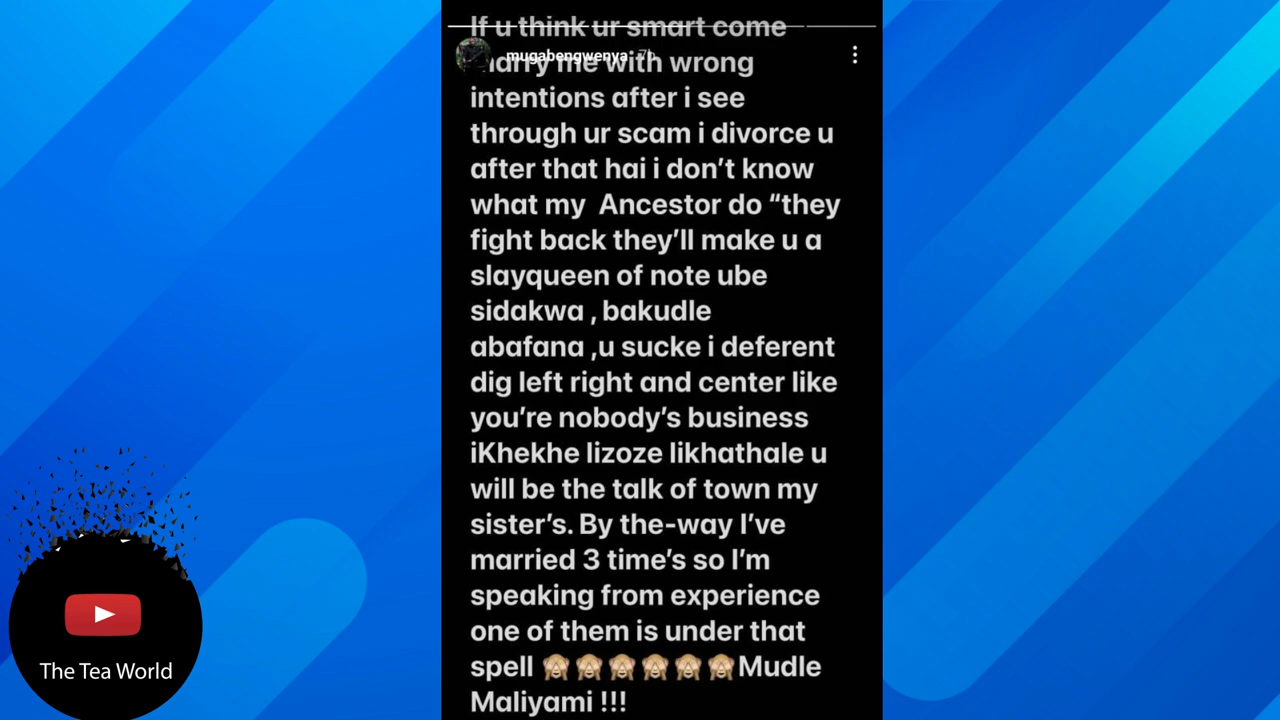 If u think ur smart come
mugabengwenya 7h
marry me with wrong
intentions after i see
through ur scam i divorce u
after that hai i don’t know
what my Ancestor do “they
fight back they’ll make u a
slayqueen of note ube
sidakwa , bakudle
abafana ,u sucke i deferent
dig left right and center like
you’re nobody’s business
iKhekhe lizoze likhathale u
will be the talk of town my
sister’s. By the-way I’ve
married 3 time’s so I’m
speaking from experience
one of them is under that
spell 🙈🙈🙈🙈🙈🙈Mudle
Maliyami !!!
The Tea World